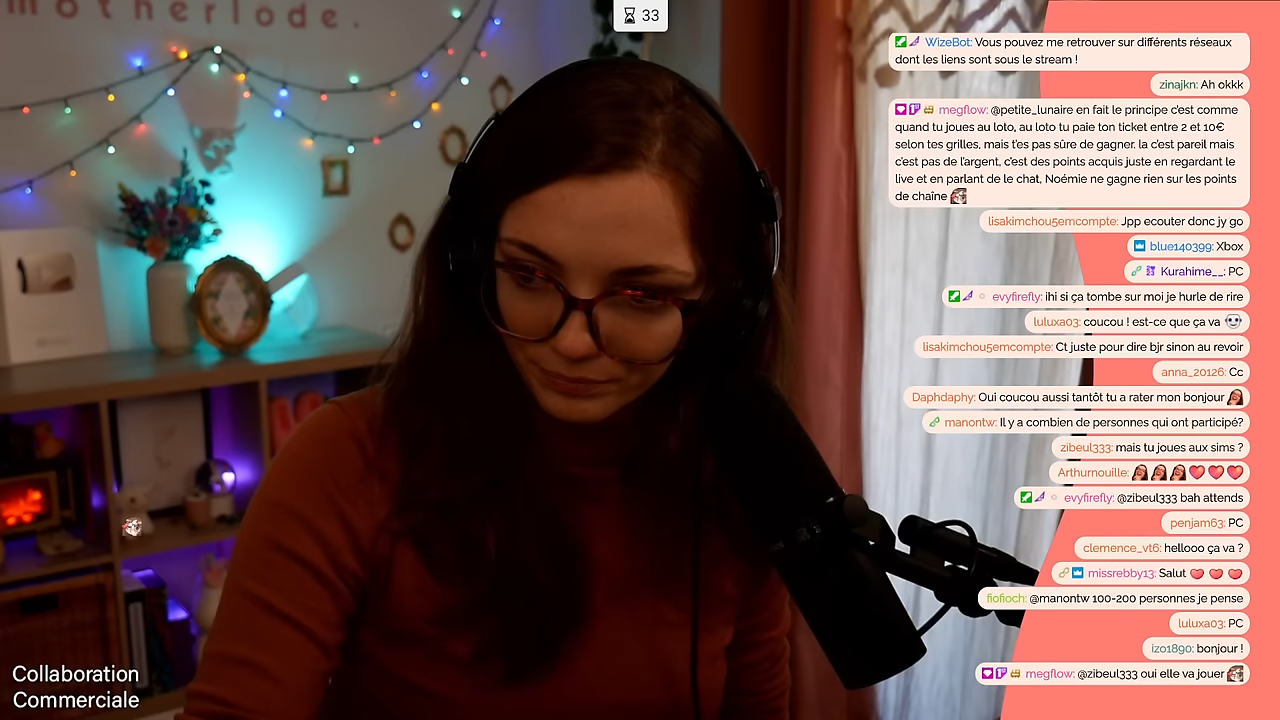 motherlode.
33
WizeBot: Vous pouvez me retrouver sur différents réseaux
dont les liens sont sous le stream !
zinajkn: Ah okkk
megflow: @petite_lunaire en fait le principe c'est comme
quand tu joues au loto, au loto tu paie ton ticket entre 2 et 10€
selon tes grilles, mais t'es pas sûre de gagner. la c'est pareil mais
c'est pas de l'argent, c'est des points acquis juste en regardant le
live et en parlant de le chat, Noémie ne gagne rien sur les points
de chaîne
lisakimchou5emcompte: Jpp ecouter donc jy go
blue140399: Xbox
Kurahime__: PC
evyfirefly: ihi si ça tombe sur moi je hurle de rire
luluxa03: coucou ! est-ce que ça va
lisakimchou5emcompte: Ct juste pour dire bjr sinon au revoir
anna_20126: Cc
Daphdaphy: Oui coucou aussi tantôt tu a rater mon bonjour
manontw: Il y a combien de personnes qui ont participé?
zibeul333: mais tu joues aux sims ?
Arthurnouille:
evyfirefly: @zibeul333 bah attends
penjam63: PC
clemence_vt6: hellooo ça va ?
missrebby13: Salut
fiofioch: @manontw 100-200 personnes je pense
luluxa03: PC
izo1890: bonjour !
megflow: @zibeul333 oui elle va jouer
Collaboration
Commerciale